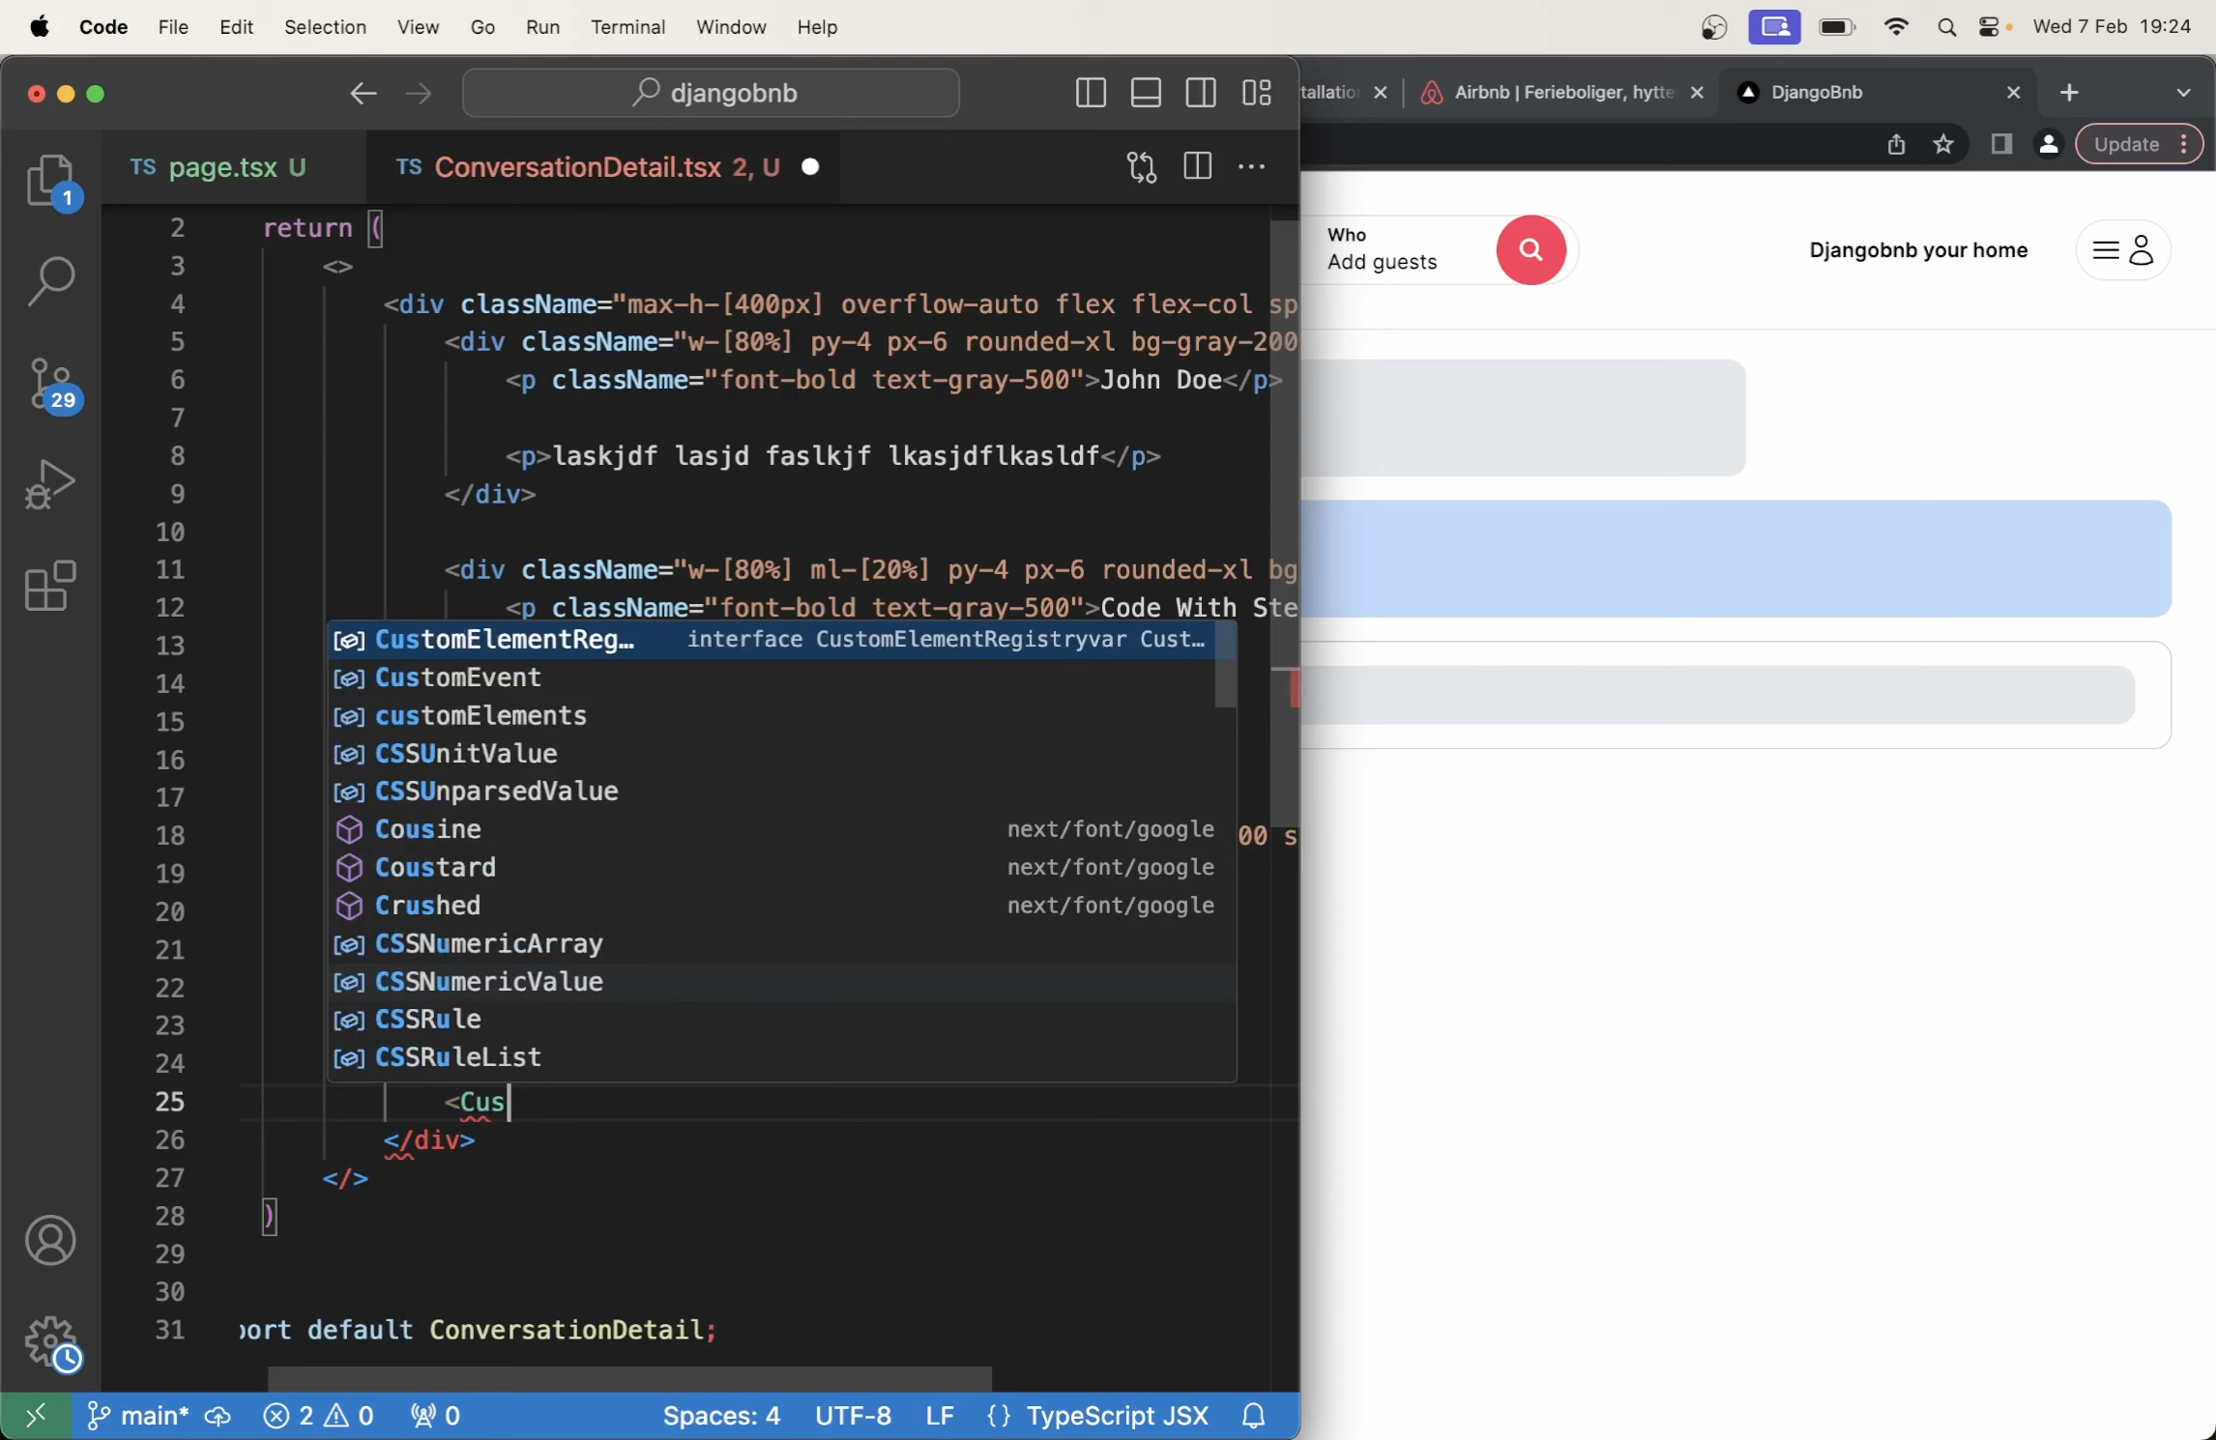 Code File Edit Selection View Go Run Terminal Window Help Wed 7 Feb 19:24
djangobnb
tallation Airbnb | Ferieboliger, hytte DjangoBnb
TS page.tsx U TS ConversationDetail.tsx 2, U
Update
1
2 return (
Who
Add guests
Djangobnb your home
3 <>
4 <div className="max-h-[400px] overflow-auto flex flex-col sp
5 <div className="w-[80%] py-4 px-6 rounded-xl bg-gray-200
6 <p className="font-bold text-gray-500">John Doe</p>
29
7
8 <p>laskjdf lasjd faslkjf lkasjdflkasldf</p>
9 </div>
10
11 <div className="w-[80%] ml-[20%] py-4 px-6 rounded-xl bg
12 <p className="font-bold text-gray-500">Code With Ste
13 CustomElementReg… interface CustomElementRegistryvar Cust…
14 CustomEvent
15 customElements
16 CSSUnitValue
17 CSSUnparsedValue
18 Cousine next/font/google 00 s
19 Coustard next/font/google
20 Crushed next/font/google
21 CSSNumericArray
22 CSSNumericValue
23 CSSRule
24 CSSRuleList
25 <Cus
26 </div>
27 </>
28 )
29
30
31 port default ConversationDetail;
main* 2 0 0 Spaces: 4 UTF-8 LF {} TypeScript JSX